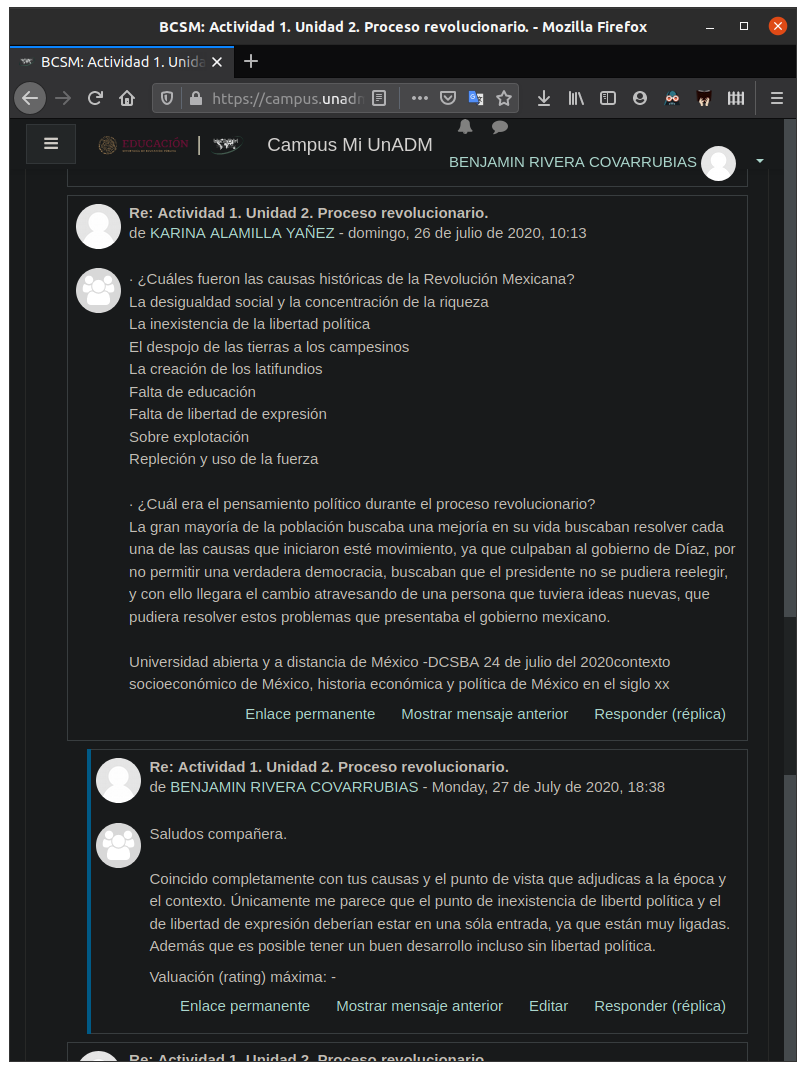 BCSM: Actividad 1. Unidad 2. Proceso revolucionario. - Mozilla Firefox
BCSM: Actividad 1. Unida
https://campus.unadm
EDUCACIÓN
Campus Mi UnADM
BENJAMIN RIVERA COVARRUBIAS
Re: Actividad 1. Unidad 2. Proceso revolucionario.
de KARINA ALAMILLA YAÑEZ - domingo, 26 de julio de 2020, 10:13
· ¿Cuáles fueron las causas históricas de la Revolución Mexicana?
La desigualdad social y la concentración de la riqueza
La inexistencia de la libertad política
El despojo de las tierras a los campesinos
La creación de los latifundios
Falta de educación
Falta de libertad de expresión
Sobre explotación
Repleción y uso de la fuerza
· ¿Cuál era el pensamiento político durante el proceso revolucionario?
La gran mayoría de la población buscaba una mejoría en su vida buscaban resolver cada
una de las causas que iniciaron esté movimiento, ya que culpaban al gobierno de Díaz, por
no permitir una verdadera democracia, buscaban que el presidente no se pudiera reelegir,
y con ello llegara el cambio atravesando de una persona que tuviera ideas nuevas, que
pudiera resolver estos problemas que presentaba el gobierno mexicano.
Universidad abierta y a distancia de México -DCSBA 24 de julio del 2020contexto
socioeconómico de México, historia económica y política de México en el siglo xx
Enlace permanente Mostrar mensaje anterior Responder (réplica)
Re: Actividad 1. Unidad 2. Proceso revolucionario.
de BENJAMIN RIVERA COVARRUBIAS - Monday, 27 de July de 2020, 18:38
Saludos compañera.
Coincido completamente con tus causas y el punto de vista que adjudicas a la época y
el contexto. Únicamente me parece que el punto de inexistencia de libertd política y el
de libertad de expresión deberían estar en una sóla entrada, ya que están muy ligadas.
Además que es posible tener un buen desarrollo incluso sin libertad política.
Valuación (rating) máxima: -
Enlace permanente Mostrar mensaje anterior Editar Responder (réplica)
Re: Actividad 1. Unidad 2. Proceso revolucionario.